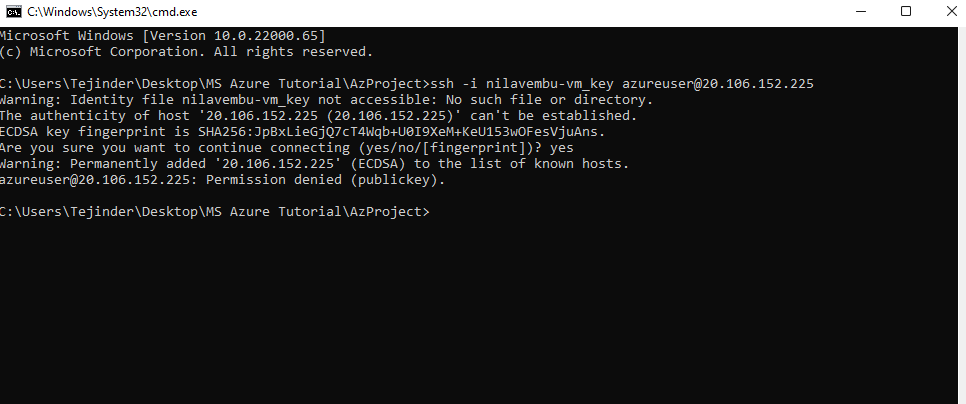 C:\Windows\System32\cmd.exe
Microsoft Windows [Version 10.0.22000.65]
(c) Microsoft Corporation. All rights reserved.
C:\Users\Tejinder\Desktop\MS Azure Tutorial\AzProject>ssh -i nilavembu-vm_key azureuser@20.106.152.225
Warning: Identity file nilavembu-vm_key not accessible: No such file or directory.
The authenticity of host '20.106.152.225 (20.106.152.225)' can't be established.
ECDSA key fingerprint is SHA256:JpBxLieGjQ7cT4Wqb+U0I9XeM+KeU153wOFesVjuAns.
Are you sure you want to continue connecting (yes/no/[fingerprint])? yes
Warning: Permanently added '20.106.152.225' (ECDSA) to the list of known hosts.
azureuser@20.106.152.225: Permission denied (publickey).
C:\Users\Tejinder\Desktop\MS Azure Tutorial\AzProject>